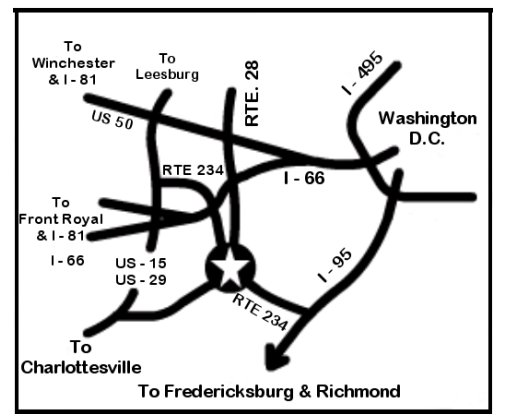 To
Winchester
& I - 81
To
Leesburg
RTE. 28
I - 495
Washington
D.C.
US 50
RTE 234
I - 66
To
Front Royal
& I - 81
I - 66
US - 15
US - 29
I - 95
RTE 234
To
Charlottesville
To Fredericksburg & Richmond